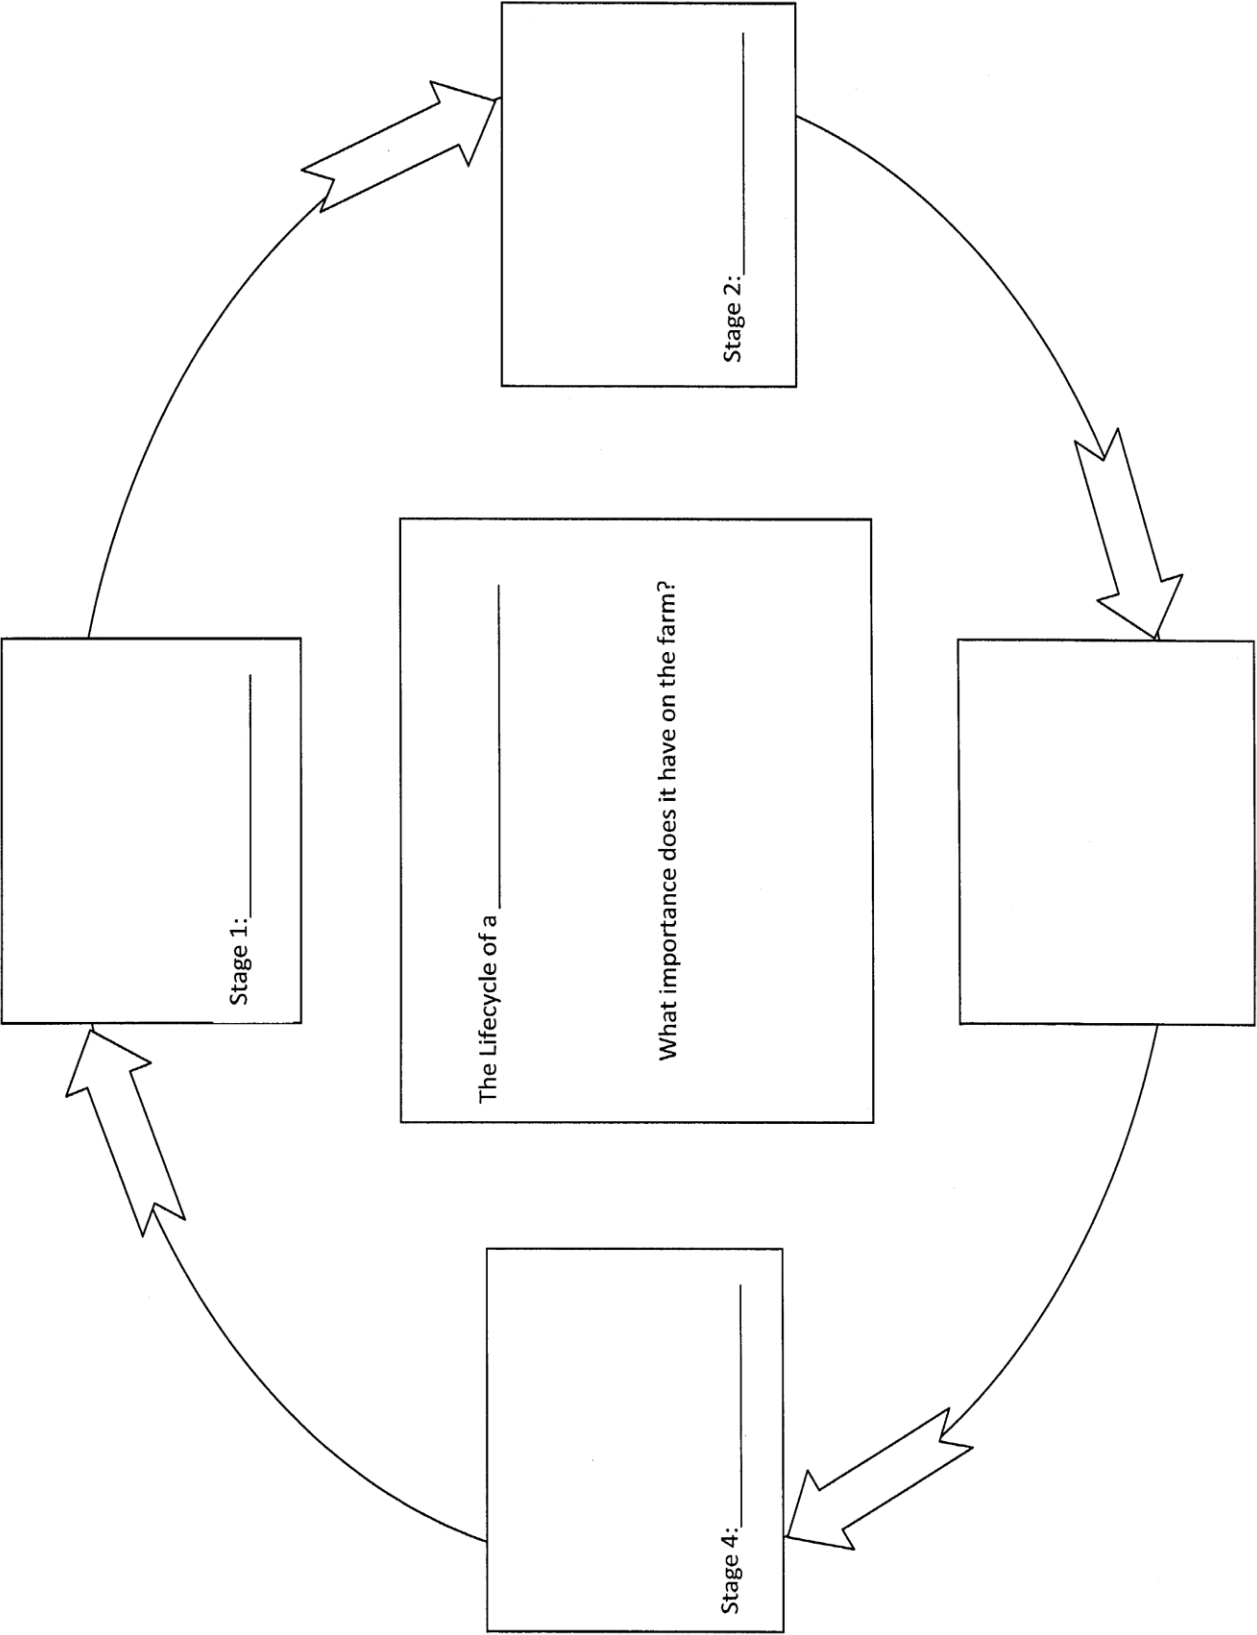 Stage 1:
The Lifecycle of a
What importance does it have on the farm?
Stage 2:
Stage 4: